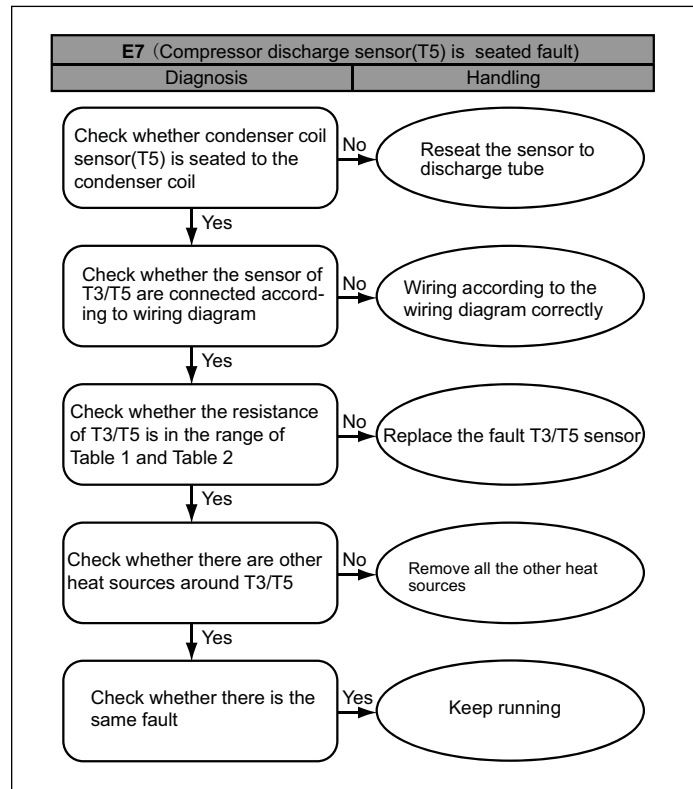 E7 (Compressor discharge sensor(T5) is seated fault)
Diagnosis
Handling
Check whether condenser coil
sensor(T5) is seated to the
condenser coil
No
Reseat the sensor to
discharge tube
Yes
Check whether the sensor of
T3/T5 are connected accord-
ing to wiring diagram
No
Wiring according to the
wiring diagram correctly
Yes
Check whether the resistance
of T3/T5 is in the range of
Table 1 and Table 2
No
Replace the fault T3/T5 sensor
Yes
Check whether there are other
heat sources around T3/T5
No
Remove all the other heat
sources
Yes
Check whether there is the
same fault
Yes
Keep running